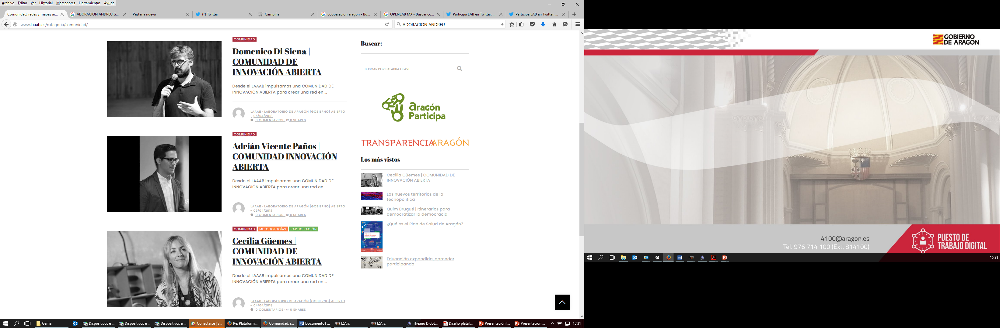 Archivo Editar Ver Historial Marcadores Herramientas Ayuda
Comunidad, redes y mapas ar...
ADORACION ANDREU G...
Pestaña nueva
(*) Twitter
Campiña
cooperacion aragon - Bu...
OPENLAB MX - Buscar co...
Participa LAB en Twitter: ...
Participa LAB en Twitter: ...
www.laaab.es/categoria/comunidad/
ADORACION ANDREU
COMUNIDAD
Domenico Di Siena |
COMUNIDAD DE
INNOVACIÓN ABIERTA
Desde el LAAAB impulsamos una COMUNIDAD DE
INNOVACIÓN ABIERTA para crear una red en ...
LAAAB - LABORATORIO DE ARAGÓN [GOBIERNO] ABIERTO
- 06/04/2018
0 COMENTARIOS - 0 SHARES
COMUNIDAD
Adrián Vicente Paños |
COMUNIDAD INNOVACIÓN
ABIERTA
Desde el LAAAB impulsamos una COMUNIDAD DE
INNOVACIÓN ABIERTA para crear una red en ...
LAAAB - LABORATORIO DE ARAGÓN [GOBIERNO] ABIERTO
- 06/04/2018
0 COMENTARIOS - 0 SHARES
COMUNIDAD METODOLOGÍAS PARTICIPACIÓN
Cecilia Güemes |
COMUNIDAD DE
INNOVACIÓN ABIERTA
Desde el LAAAB impulsamos una COMUNIDAD DE
INNOVACIÓN ABIERTA para crear una red en ...
LAAAB - LABORATORIO DE ARAGÓN [GOBIERNO] ABIERTO
- 04/04/2018
0 COMENTARIOS - 0 SHARES
Buscar:
BUSCAR POR PALABRA CLAVE
aragón
Participa
TRANSPARENCIA ARAGÓN
Los más vistos
Cecilia Güemes | COMUNIDAD DE
INNOVACIÓN ABIERTA
Los nuevos territorios de la
tecnopolítica
Quim Brugué | Itinerarios para
democratizar la democracia
¿Qué es el Plan de Salud de Aragón?
Educación expandida, aprender
participando
Gema
Dispositivos e ...
Dispositivos e ...
Dispositivos e ...
Conectarse | S...
Re: Plataform...
Comunidad, r...
Documento1 ...
IZArc
IZArc
Theano Didot...
Diseño plataf...
Presentación I...
Presentación ...
15:31
GOBIERNO
DE ARAGON
4100@aragon.es
Tel. 976 714 100 (Ext. 814100)
PUESTO DE
TRABAJO DIGITAL
15:31